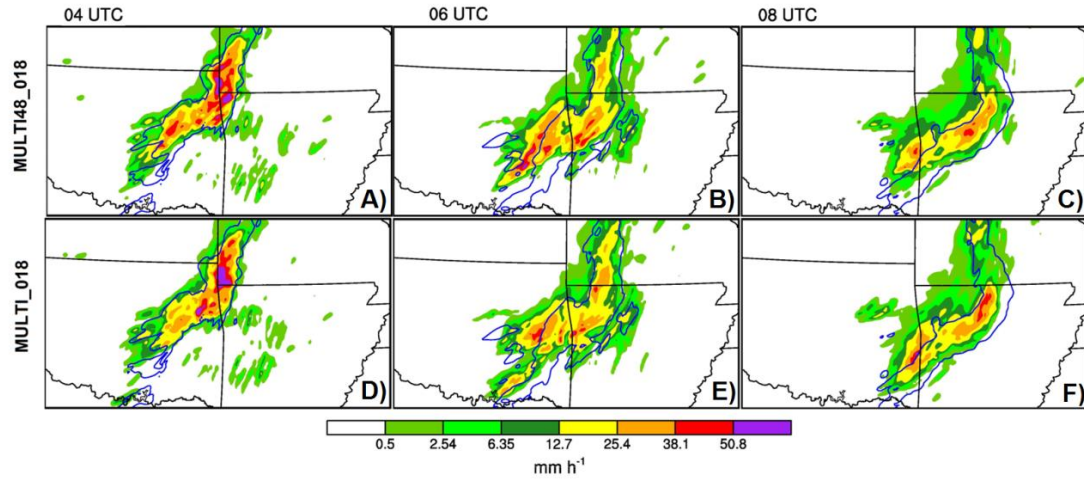 04 UTC
06 UTC
08 UTC
MULTI48_018
A)
B)
C)
MULTI_018
D)
E)
F)
0.5 2.54 6.35 12.7 25.4 38.1 50.8
mm h⁻¹